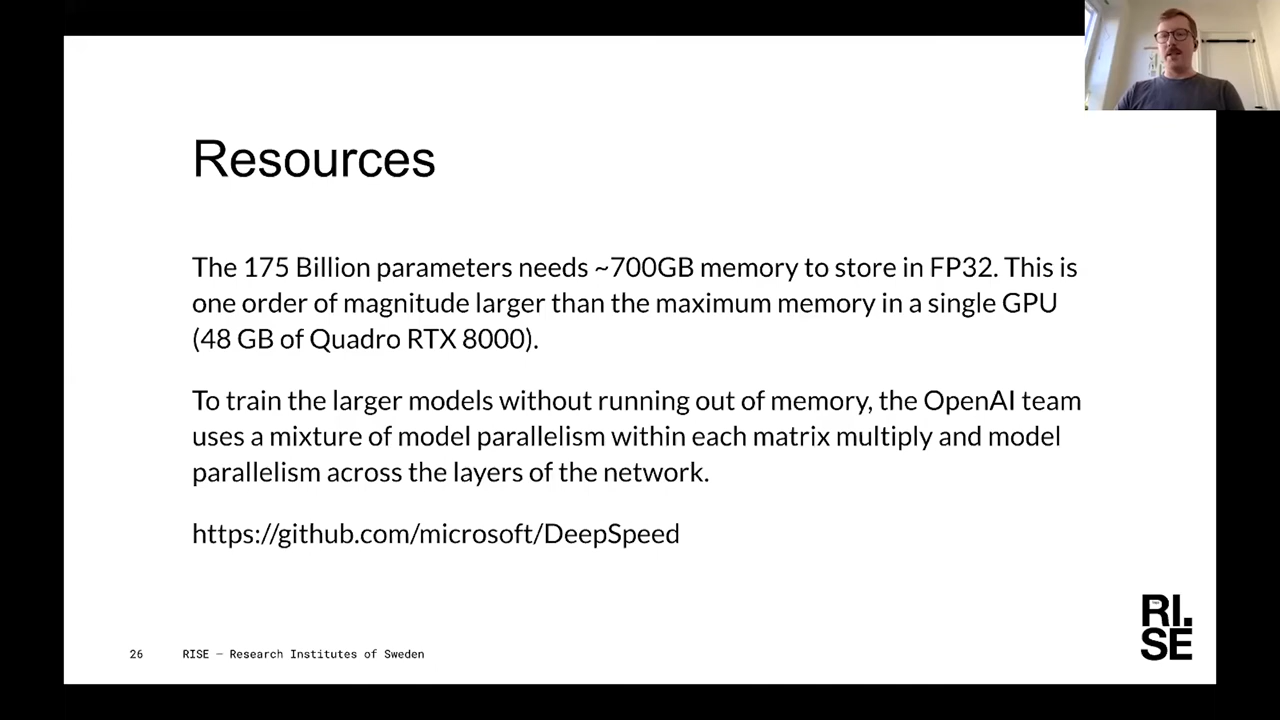 Resources
The 175 Billion parameters needs ~700GB memory to store in FP32. This is
one order of magnitude larger than the maximum memory in a single GPU
(48 GB of Quadro RTX 8000).
To train the larger models without running out of memory, the OpenAI team
uses a mixture of model parallelism within each matrix multiply and model
parallelism across the layers of the network.
https://github.com/microsoft/DeepSpeed
26 RISE — Research Institutes of Sweden
RI.
SE